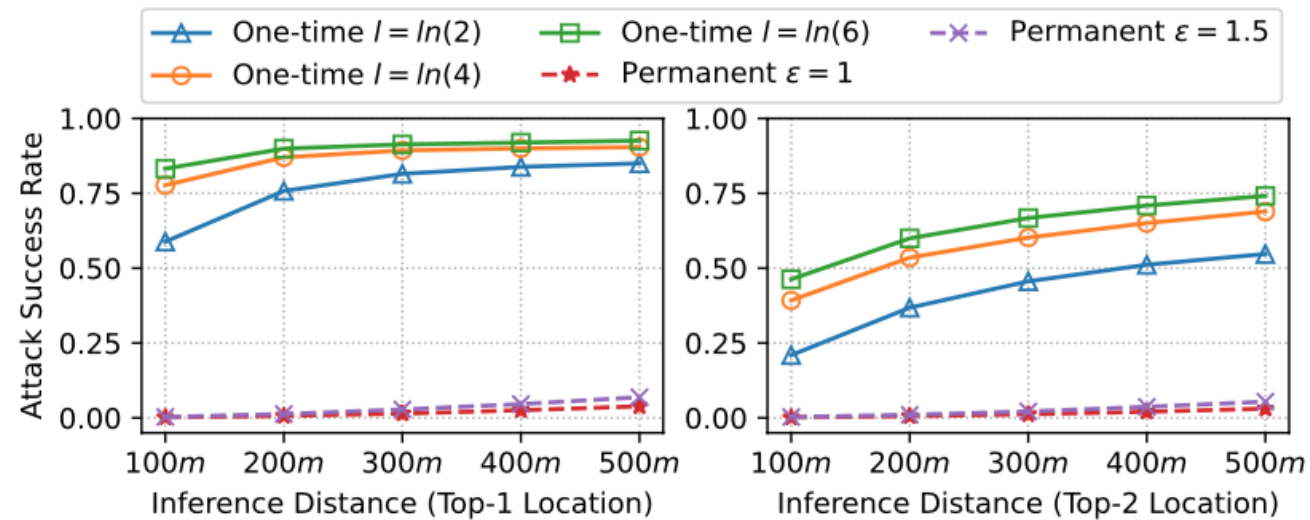 One-time l = ln(2)
One-time l = ln(6)
Permanent ε = 1.5
One-time l = ln(4)
Permanent ε = 1
Attack Success Rate
1.00
0.75
0.50
0.25
0.00
100m 200m 300m 400m 500m
Inference Distance (Top-1 Location)
1.00
0.75
0.50
0.25
0.00
100m 200m 300m 400m 500m
Inference Distance (Top-2 Location)